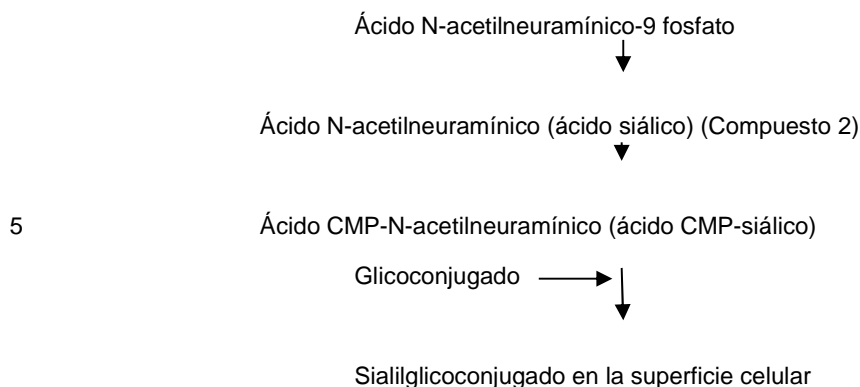 Ácido N-acetilneuramínico-9 fosfato
Ácido N-acetilneuramínico (ácido siálico) (Compuesto 2)
5 Ácido CMP-N-acetilneuramínico (ácido CMP-siálico)
Glicoconjugado
Sialilglicoconjugado en la superficie celular